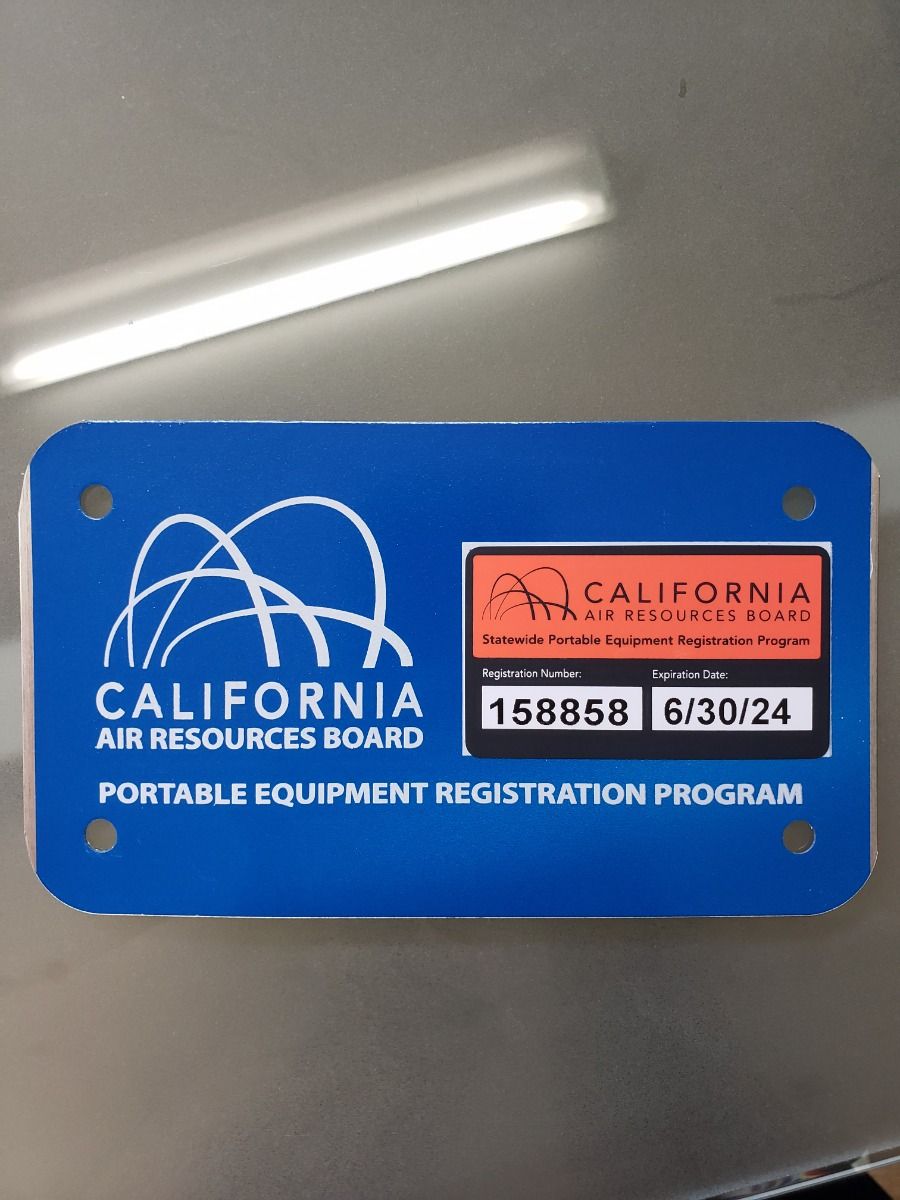 CALIFORNIA
AIR RESOURCES BOARD
PORTABLE EQUIPMENT REGISTRATION PROGRAM
CALIFORNIA
AIR RESOURCES BOARD
Statewide Portable Equipment Registration Program
Registration Number: Expiration Date:
158858 6/30/24